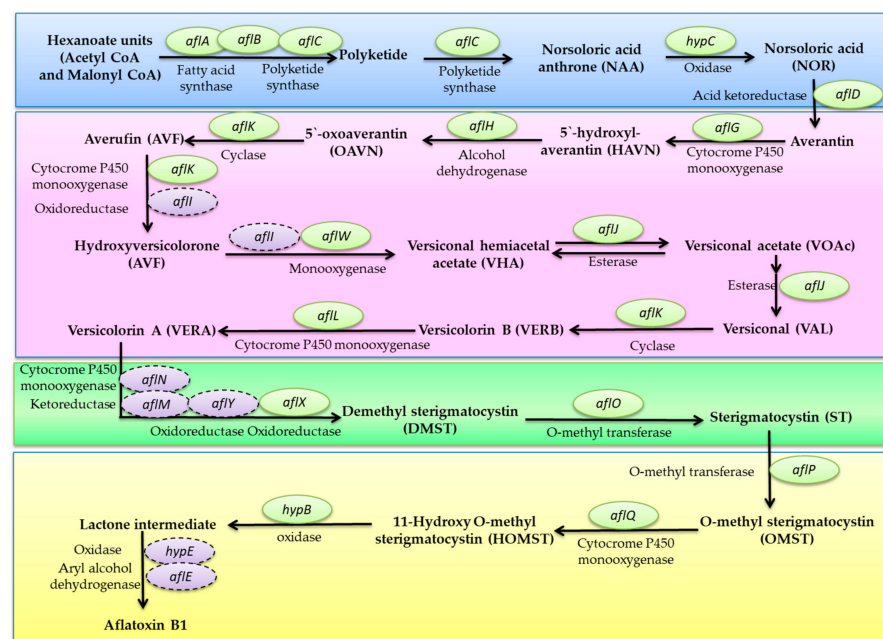 Hexanoate units
(Acetyl CoA
and Malonyl CoA)
aflA
aflB
aflC
Fatty acid
synthase
Polyketide
synthase
Polyketide
aflC
Polyketide
synthase
Norsoloric acid
anthrone (NAA)
hypC
Oxidase
Norsoloric acid
(NOR)
Acid ketoreductase
aflD
Averufin (AVF)
aflK
Cyclase
5`-oxoaverantin
(OAVN)
aflH
Alcohol
dehydrogenase
5`-hydroxyl-
averantin (HAVN)
aflG
Cytocrome P450
monooxygenase
Averantin
Cytocrome P450
monooxygenase
aflK
Oxidoreductase
aflI
Hydroxyversicolorone
(AVF)
aflI
aflW
Monooxygenase
Versiconal hemiacetal
acetate (VHA)
aflJ
Esterase
Versiconal acetate (VOAc)
Esterase
aflJ
Versicolorin A (VERA)
aflL
Cytocrome P450 monooxygenase
Versicolorin B (VERB)
aflK
Cyclase
Versiconal (VAL)
Cytocrome P450
monooxygenase
aflN
Ketoreductase
aflM
aflY
aflX
Oxidoreductase Oxidoreductase
Demethyl sterigmatocystin
(DMST)
aflO
O-methyl transferase
Sterigmatocystin (ST)
O-methyl transferase
aflP
Lactone intermediate
hypB
oxidase
11-Hydroxy O-methyl
sterigmatocystin (HOMST)
aflQ
Cytocrome P450
monooxygenase
O-methyl sterigmatocystin
(OMST)
Oxidase
hypE
Aryl alcohol
dehydrogenase
aflE
Aflatoxin B1